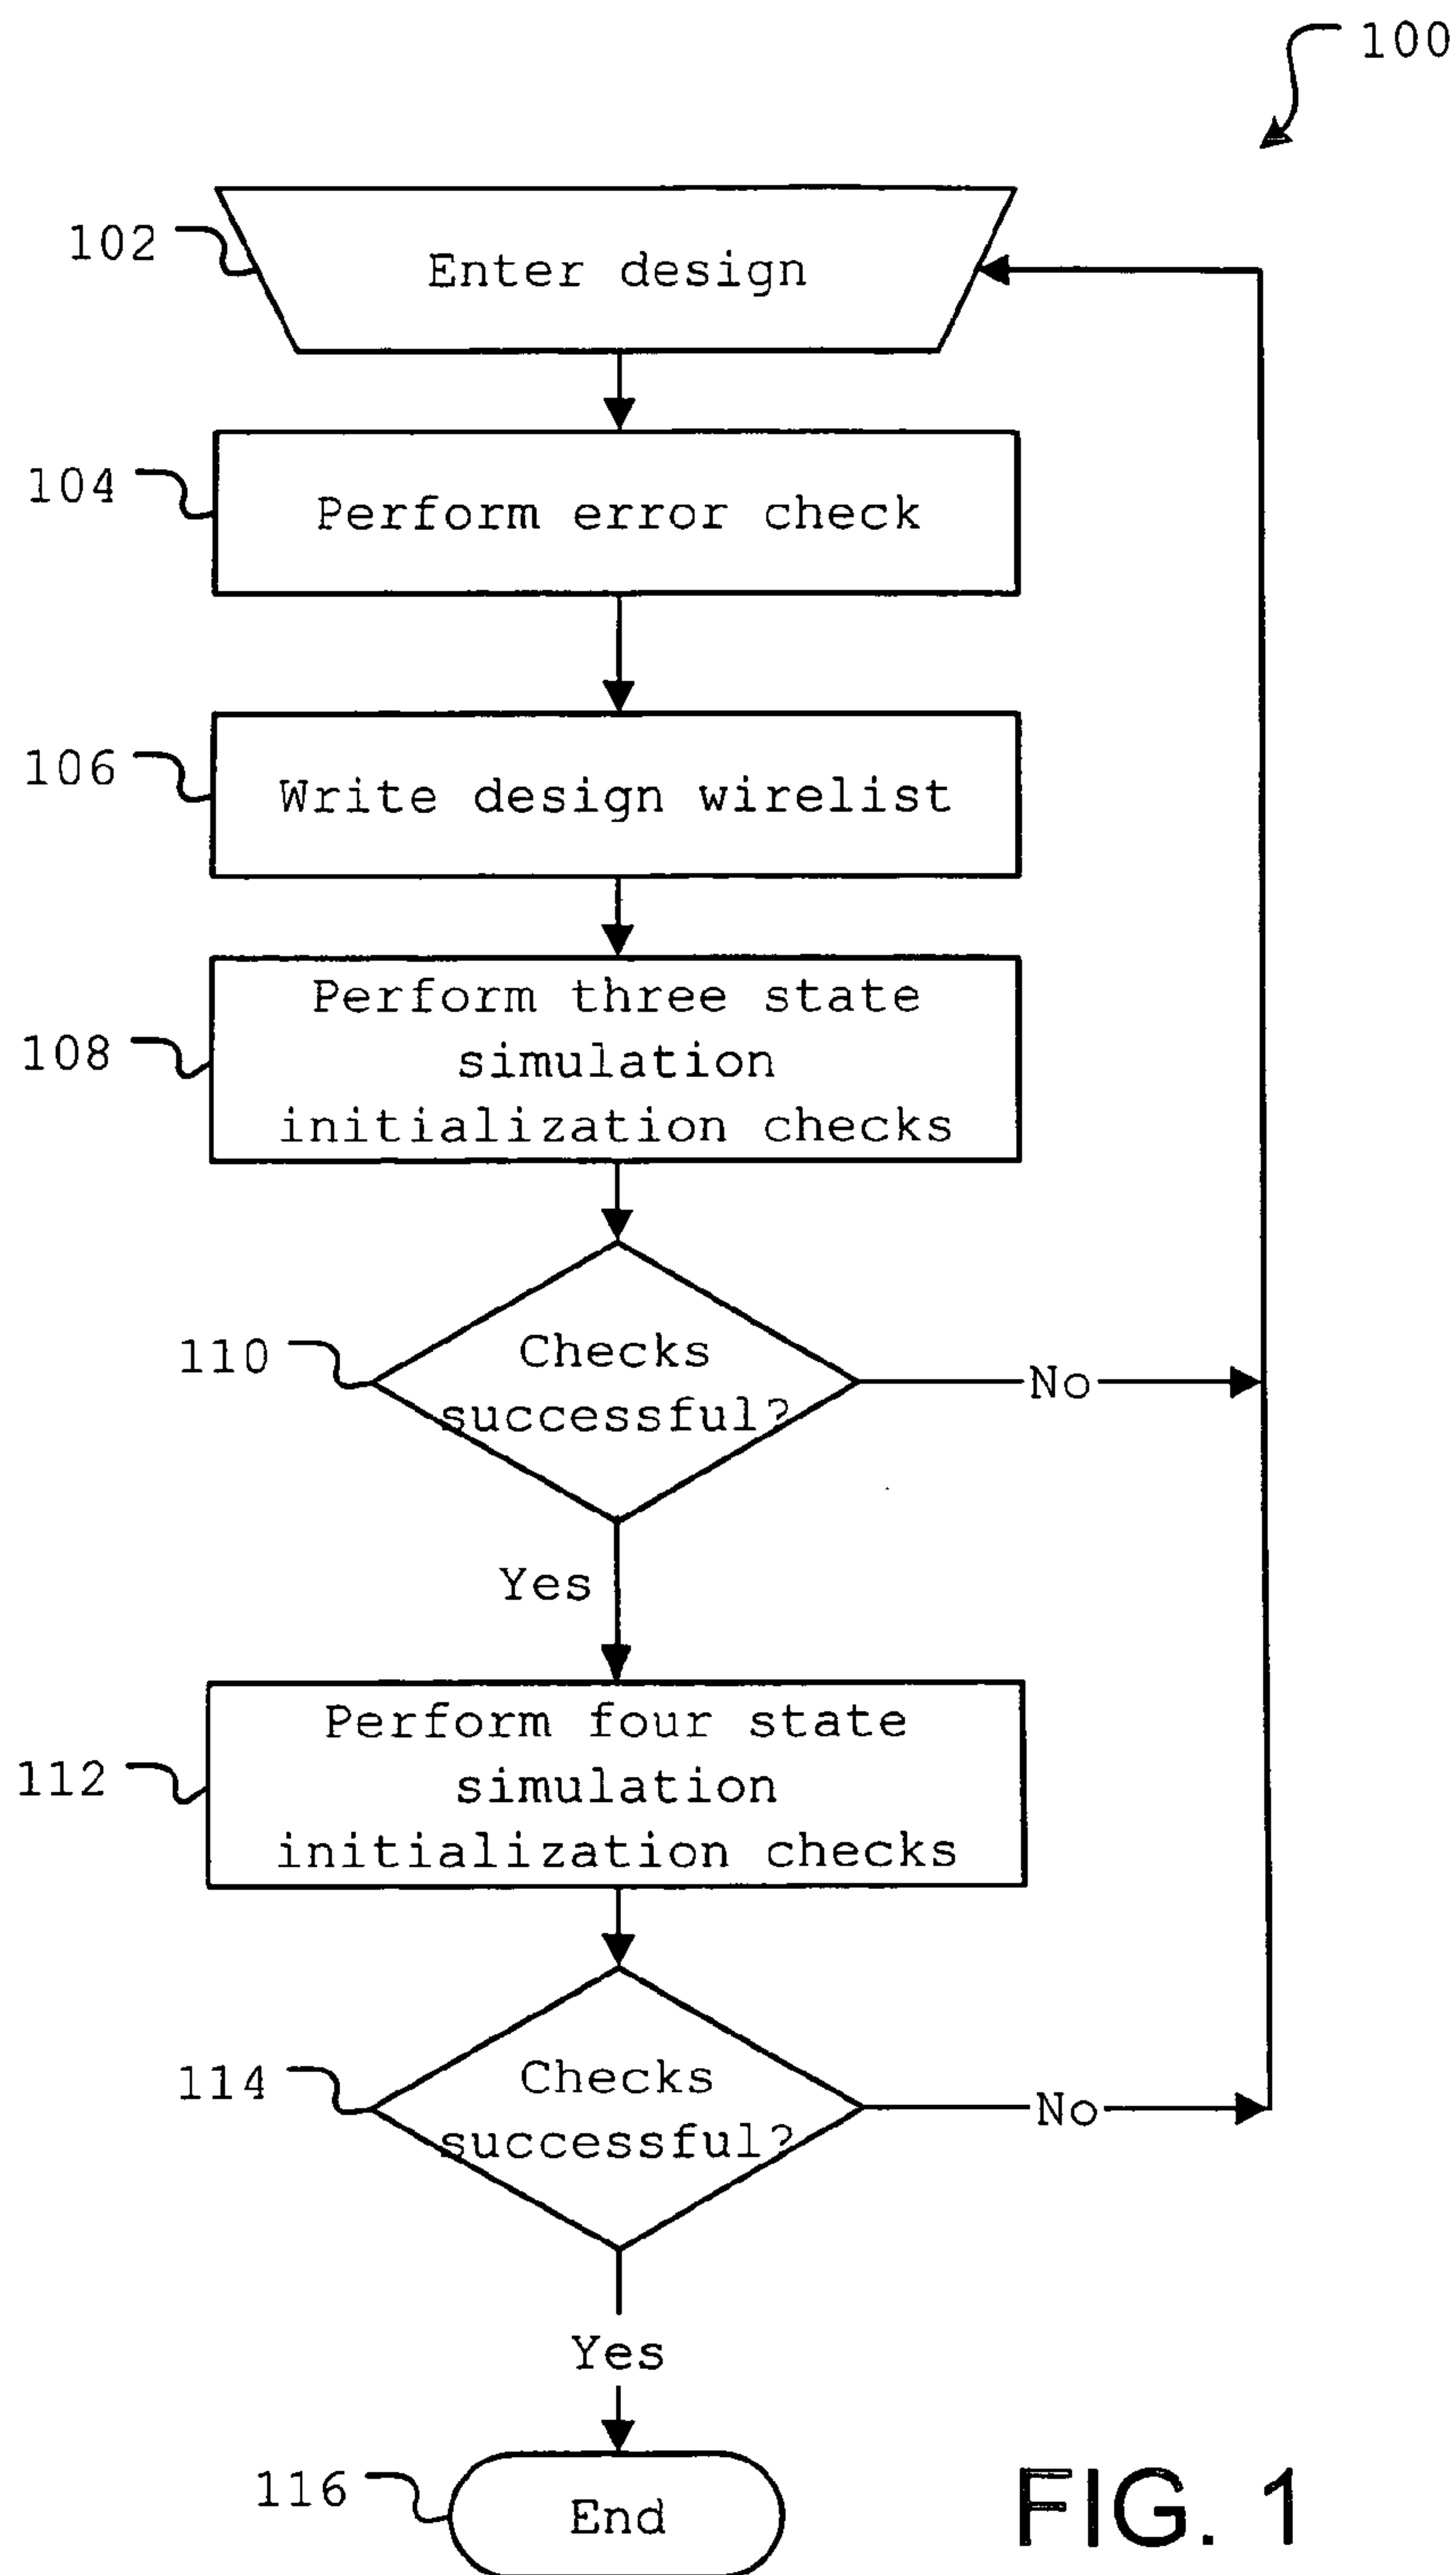 100
102
Enter design
104
Perform error check
106
Write design wirelist
108
Perform three state
simulation
initialization checks
110
Checks
successful?
No
Yes
112
Perform four state
simulation
initialization checks
114
Checks
successful?
No
Yes
116
End
FIG. 1